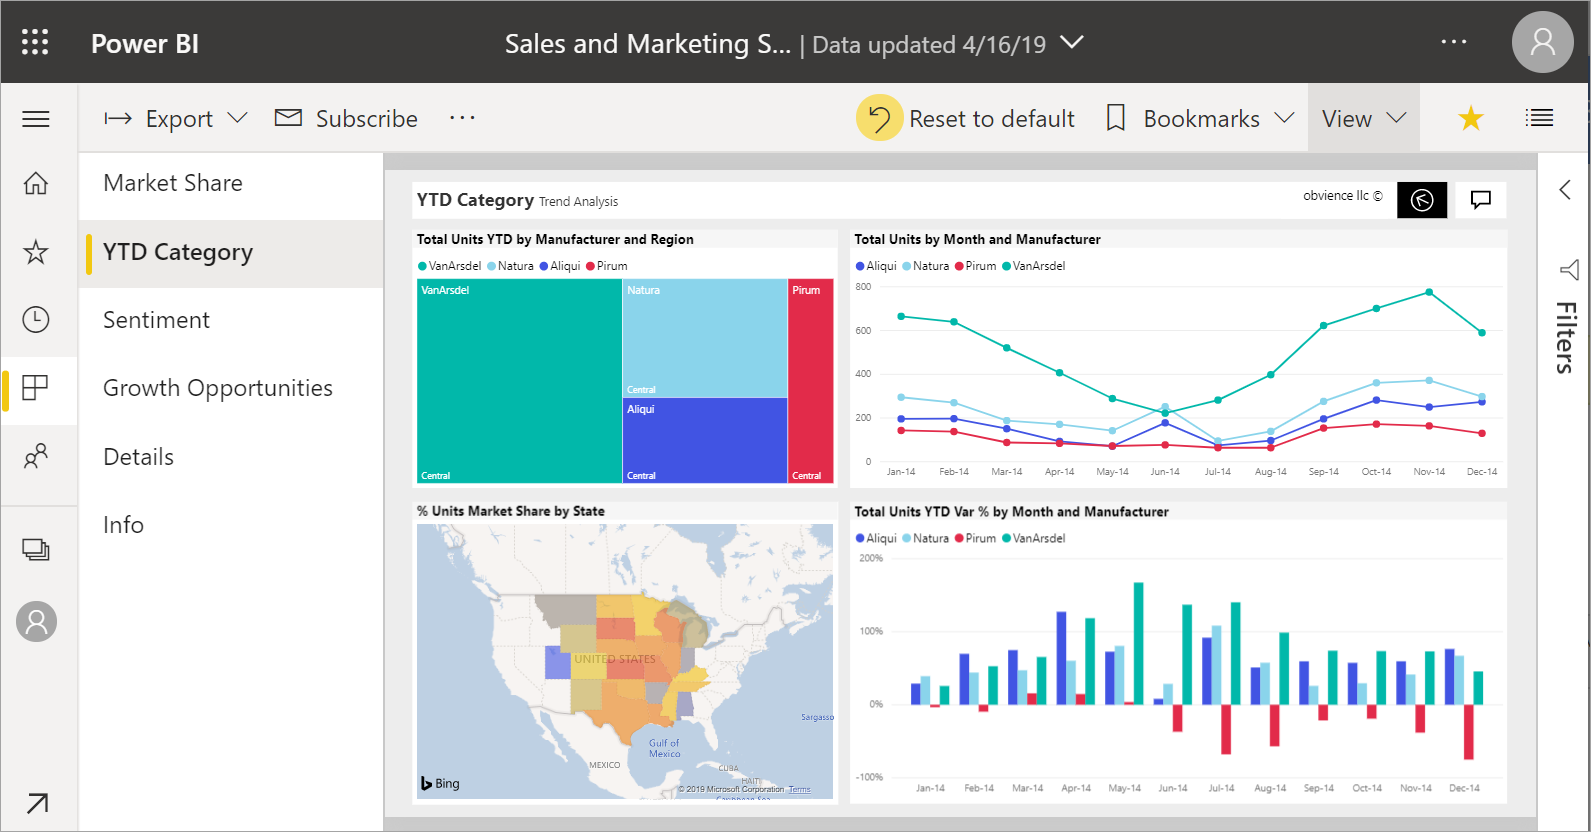 Power BI
Sales and Marketing S... | Data updated 4/16/19
Export
Subscribe
Reset to default
Bookmarks
View
Market Share
YTD Category
Sentiment
Growth Opportunities
Details
Info
YTD Category Trend Analysis
obvience llc ©
Total Units YTD by Manufacturer and Region
VanArsdel Natura Aliqui Pirum
VanArsdel
Central
Natura
Central
Aliqui
Central
Pirum
Central
Total Units by Month and Manufacturer
Aliqui Natura Pirum VanArsdel
800
600
400
200
0
Jan-14 Feb-14 Mar-14 Apr-14 May-14 Jun-14 Jul-14 Aug-14 Sep-14 Oct-14 Nov-14 Dec-14
% Units Market Share by State
UNITED STATES
Sargasso
Gulf of
Mexico
MEXICO
CUBA
HAITI
Bing
© 2019 Microsoft Corporation Terms
Caribbean Sea
Total Units YTD Var % by Month and Manufacturer
Aliqui Natura Pirum VanArsdel
200%
100%
0%
-100%
Jan-14 Feb-14 Mar-14 Apr-14 May-14 Jun-14 Jul-14 Aug-14 Sep-14 Oct-14 Nov-14 Dec-14
Filters